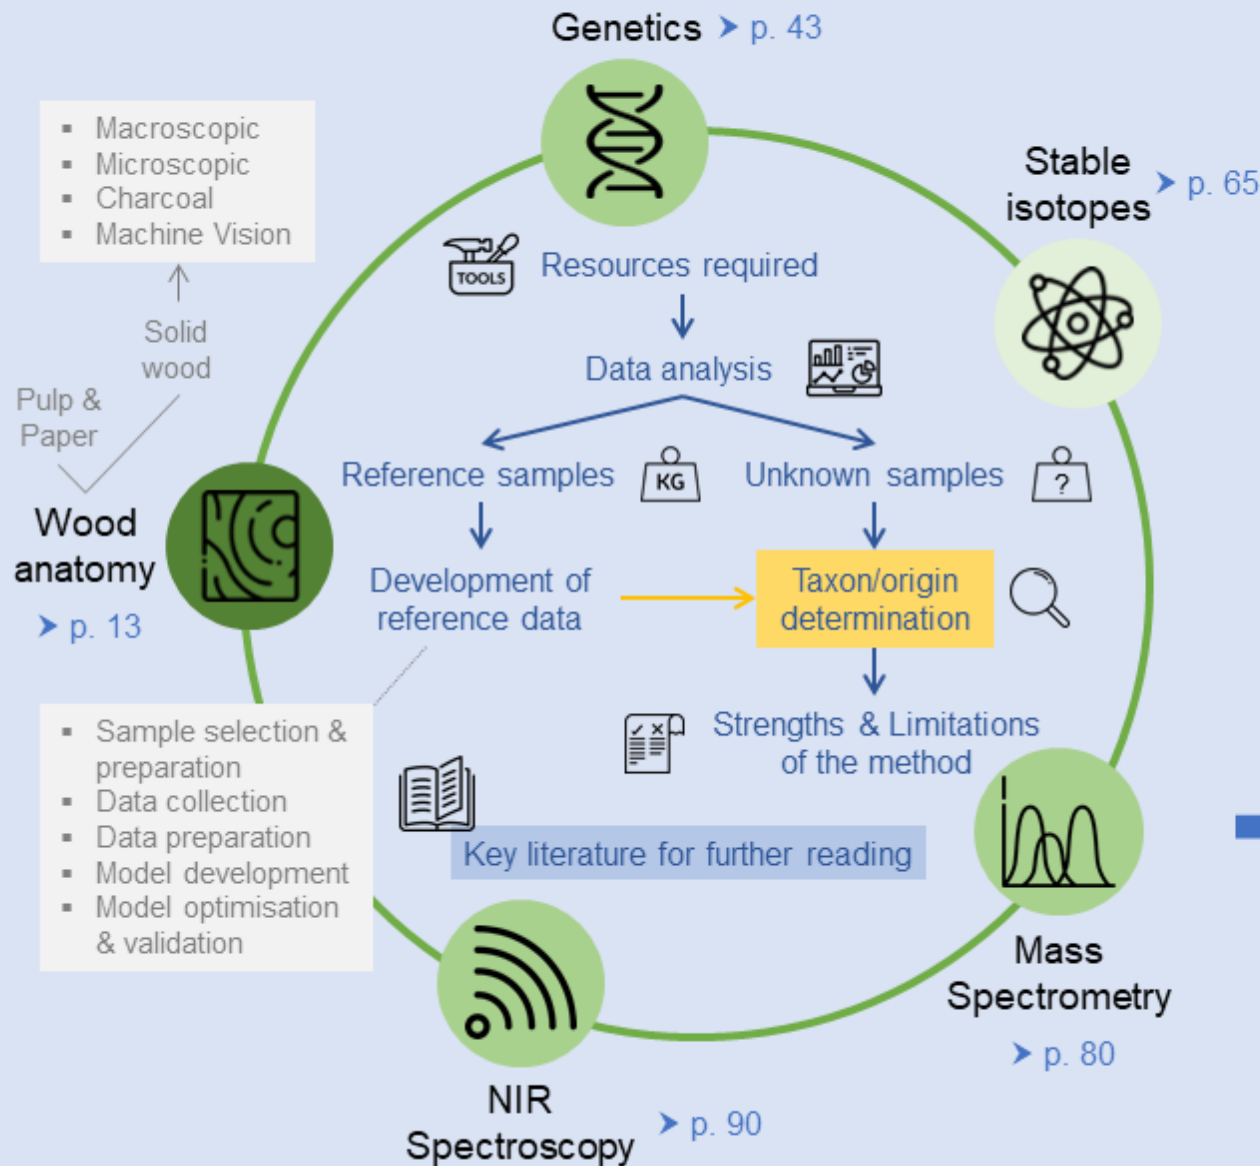 Genetics ➤ p. 43
▪ Macroscopic
▪ Microscopic
▪ Charcoal
▪ Machine Vision
Stable
isotopes
➤ p. 65
TOOLS
Resources required
Solid
wood
Data analysis
Pulp &
Paper
Reference samples
KG
Unknown samples
?
Wood
anatomy
➤ p. 13
Development of
reference data
Taxon/origin
determination
▪ Sample selection &
preparation
▪ Data collection
▪ Data preparation
▪ Model development
▪ Model optimisation
& validation
Strengths & Limitations
of the method
Key literature for further reading
Mass
Spectrometry
➤ p. 80
NIR
Spectroscopy
➤ p. 90